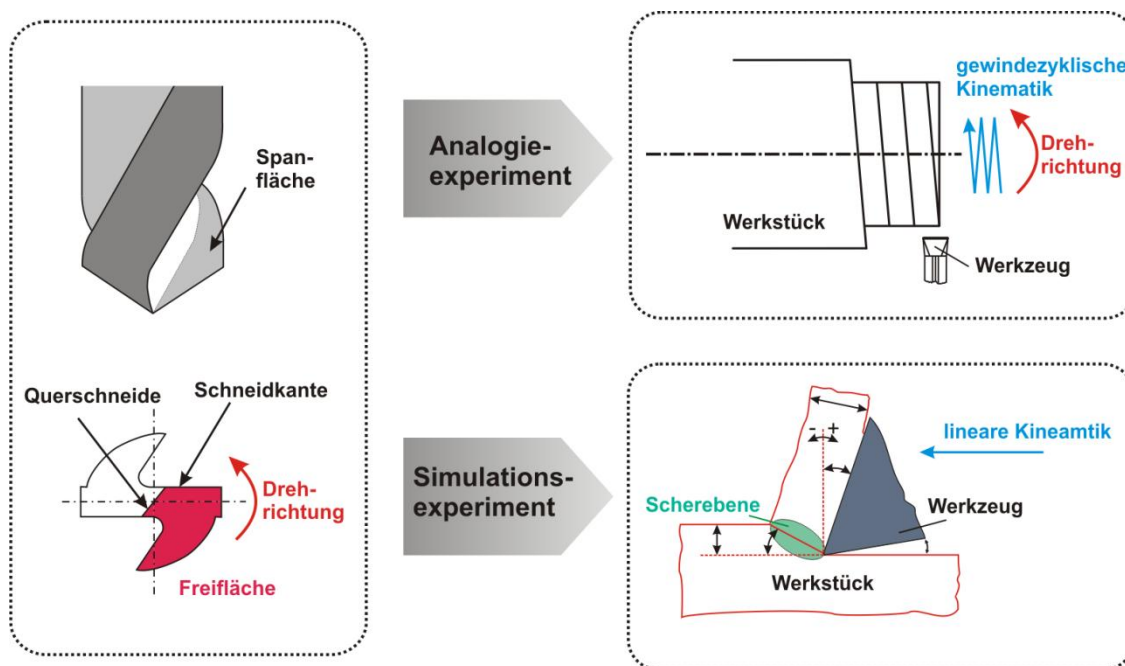 Span-
fläche
Querschneide
Schneidkante
Dreh-
richtung
Freifläche
Analogie-
experiment
Simulations-
experiment
gewindezyklische
Kinematik
Dreh-
richtung
Werkstück
Werkzeug
- +
lineare Kineamtik
Scherebene
Werkzeug
Werkstück